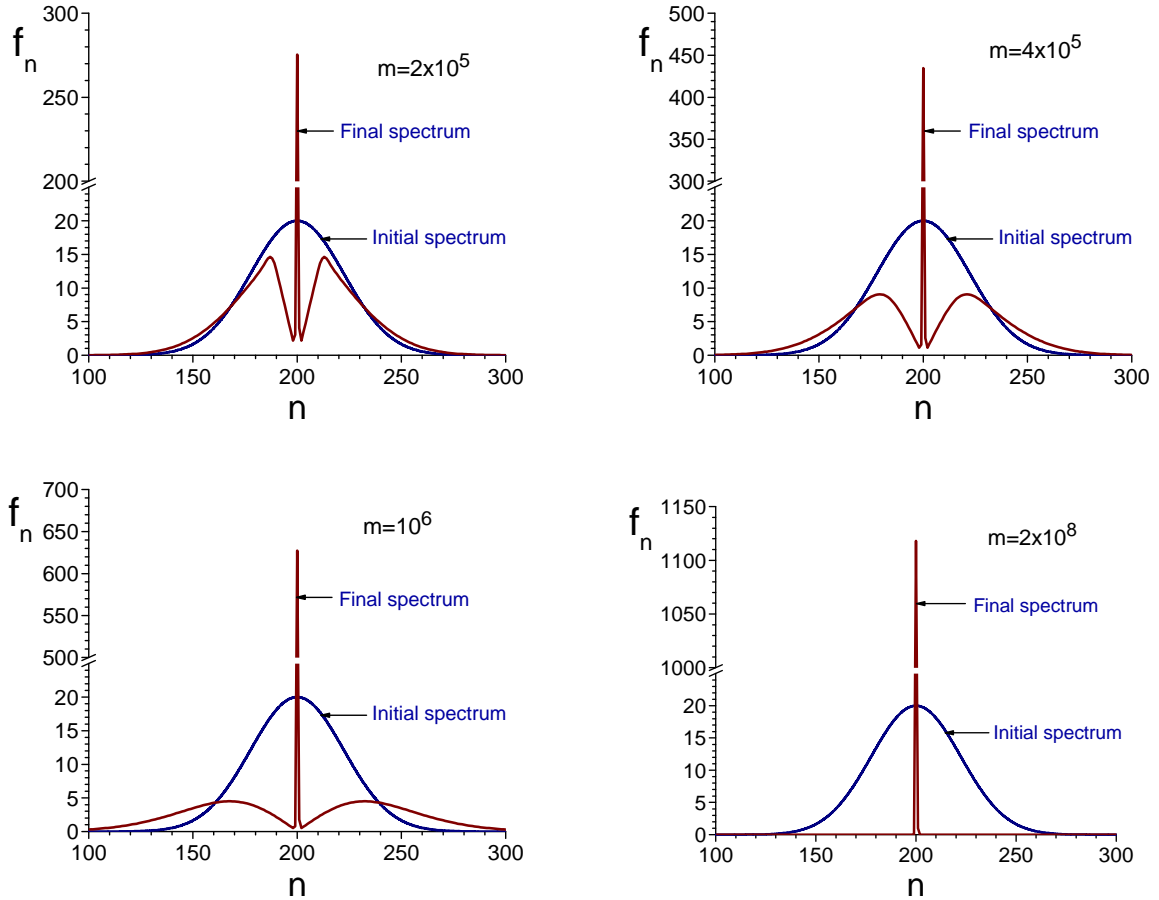 300
f_n
m=2x10^5
250
Final spectrum
200
20
Initial spectrum
15
10
5
0
100 150 200 250 300
n
500
f_n
m=4x10^5
450
400
Final spectrum
350
300
20
Initial spectrum
15
10
5
0
100 150 200 250 300
n
700
f_n
m=10^6
650
600
Final spectrum
550
500
20
Initial spectrum
15
10
5
0
100 150 200 250 300
n
1150
f_n
m=2x10^8
1100
Final spectrum
1050
1000
20
Initial spectrum
15
10
5
0
100 150 200 250 300
n